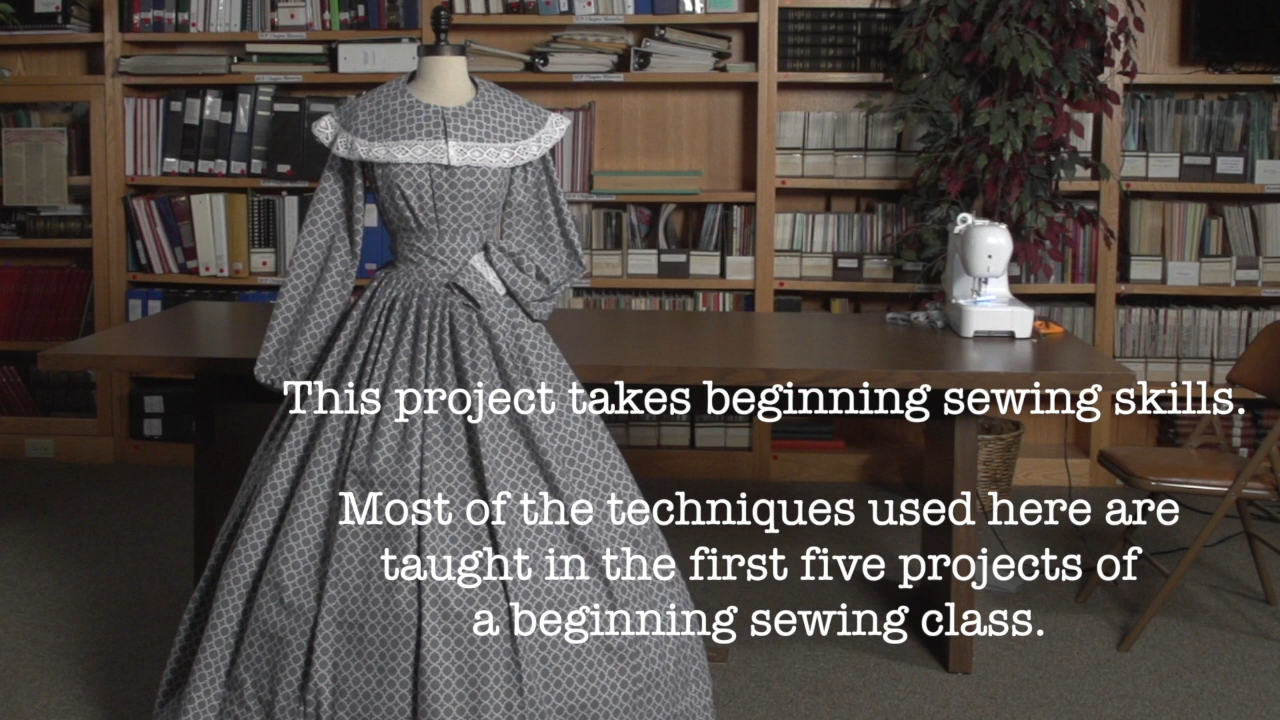 This project takes beginning sewing skills.
Most of the techniques used here are
taught in the first five projects of
a beginning sewing class.